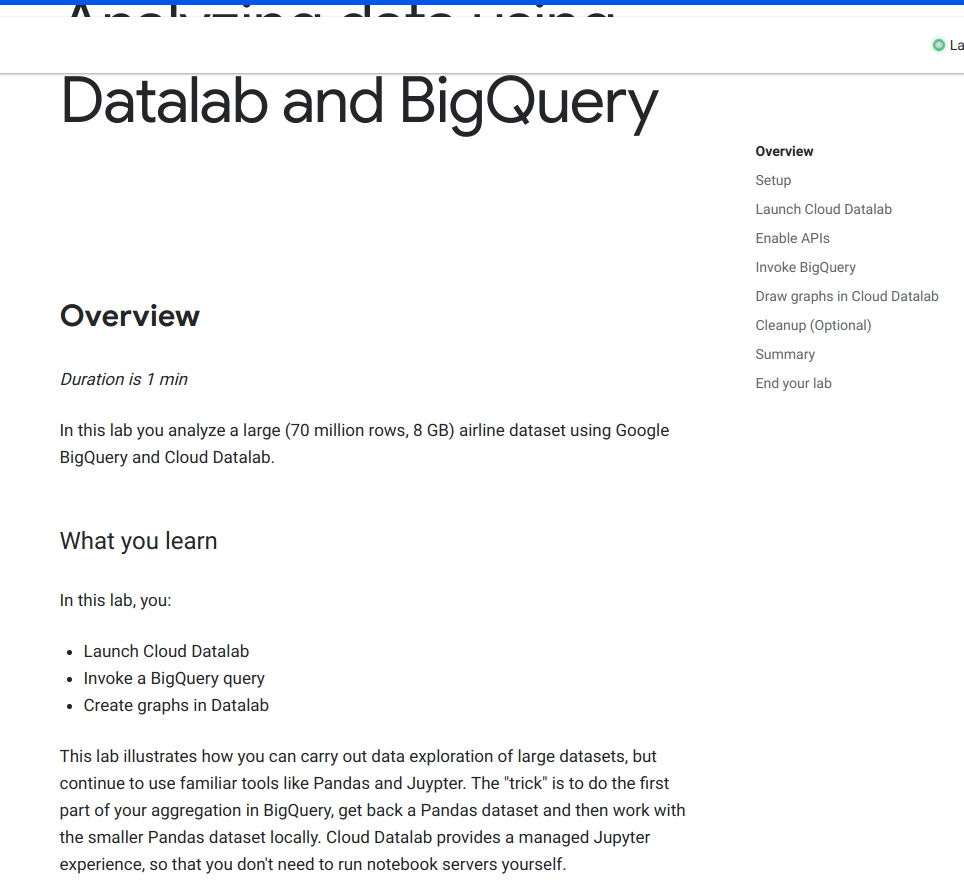 Analyzing data using
La
Datalab and BigQuery
Overview
Setup
Launch Cloud Datalab
Enable APIs
Invoke BigQuery
Draw graphs in Cloud Datalab
Cleanup (Optional)
Summary
End your lab
Overview
Duration is 1 min
In this lab you analyze a large (70 million rows, 8 GB) airline dataset using Google
BigQuery and Cloud Datalab.
What you learn
In this lab, you:
• Launch Cloud Datalab
• Invoke a BigQuery query
• Create graphs in Datalab
This lab illustrates how you can carry out data exploration of large datasets, but
continue to use familiar tools like Pandas and Juypter. The "trick" is to do the first
part of your aggregation in BigQuery, get back a Pandas dataset and then work with
the smaller Pandas dataset locally. Cloud Datalab provides a managed Jupyter
experience, so that you don't need to run notebook servers yourself.